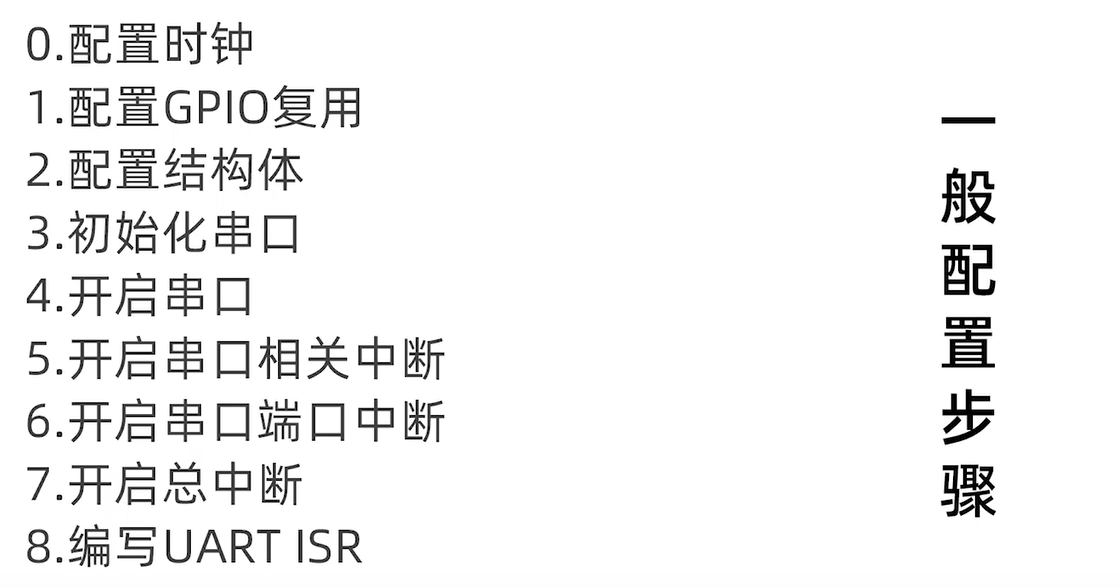 0.配置时钟
1.配置GPIO复用
2.配置结构体
3.初始化串口
4.开启串口
5.开启串口相关中断
6.开启串口端口中断
7.开启总中断
8.编写UART ISR
一般配置步骤